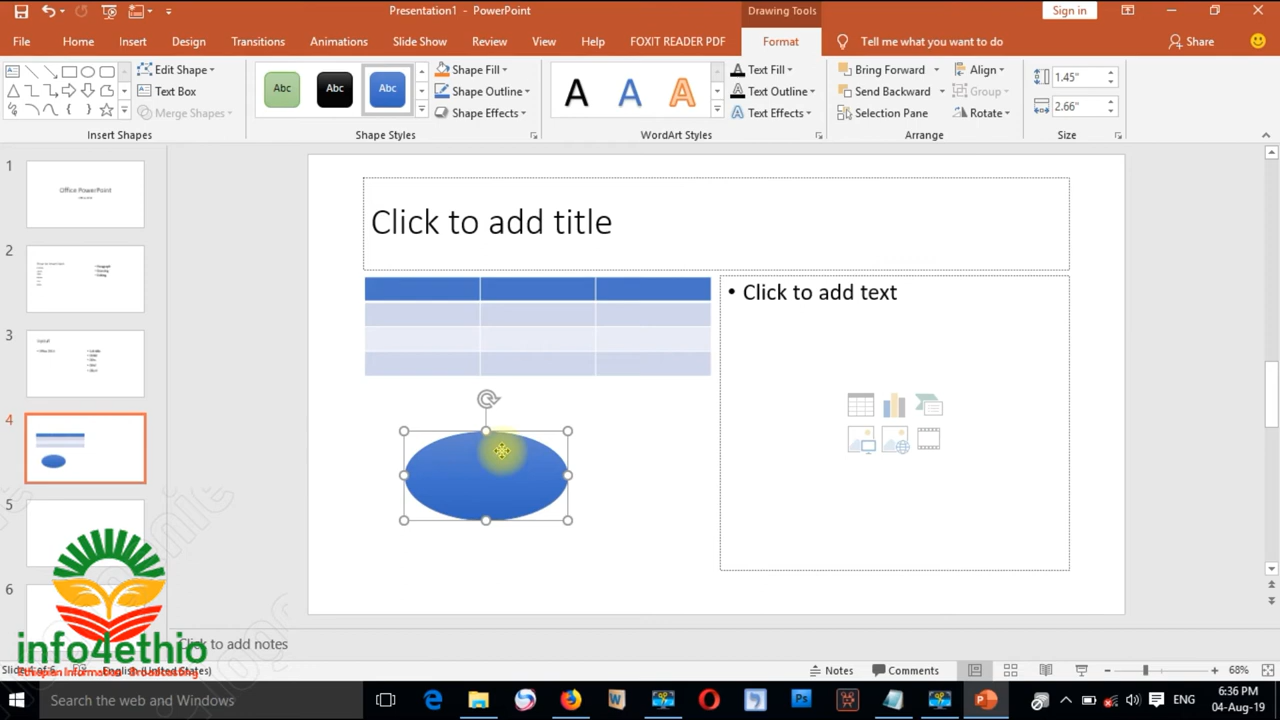 Presentation1 - PowerPoint
Drawing Tools
Sign in
File
Home
Insert
Design
Transitions
Animations
Slide Show
Review
View
Help
FOXIT READER PDF
Format
Tell me what you want to do
Share
Edit Shape
Text Box
Merge Shapes
Insert Shapes
Abc
Abc
Abc
Shape Fill
Shape Outline
Shape Effects
Shape Styles
A
A
A
Text Fill
Text Outline
Text Effects
WordArt Styles
Bring Forward
Send Backward
Selection Pane
Align
Group
Rotate
Arrange
1.45"
2.66"
Size
1
Office PowerPoint
2
3
4
5
6
Click to add title
• Click to add text
Click to add notes
info4ethio
English (United States)
Notes
Comments
68%
Search the web and Windows
ENG
6:36 PM
04-Aug-19